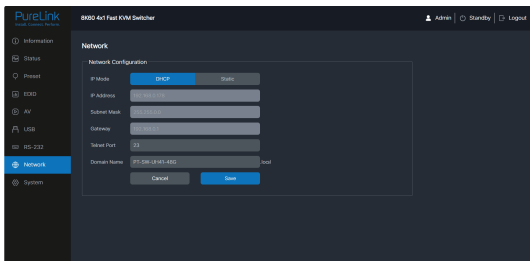 PureLink
8K60 4x1 Fast KVM Switcher
Admin
Standby
Logout
Information
Status
Preset
EDID
AV
USB
RS-232
Network
System
Network
Network Configuration
IP Mode
DHCP
Static
IP Address
Subnet Mask
Gateway
Telnet Port
23
Domain Name
.local
Cancel
Save